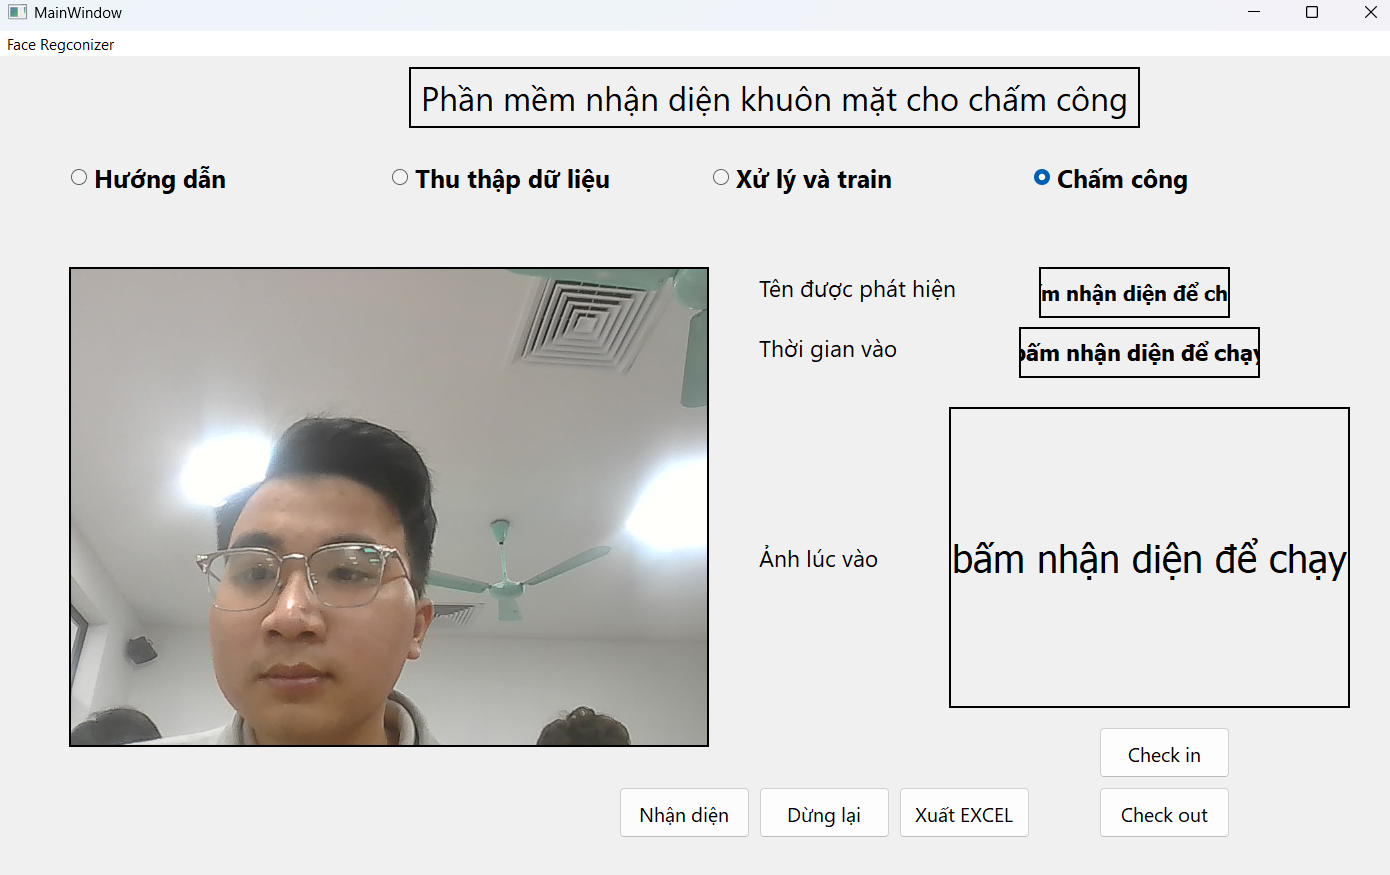 MainWindow
Face Regconizer
Phần mềm nhận diện khuôn mặt cho chấm công
Hướng dẫn
Thu thập dữ liệu
Xử lý và train
Chấm công
Tên được phát hiện
m nhận diện để ch
Thời gian vào
bấm nhận diện để chạy
Ảnh lúc vào
bấm nhận diện để chạy
Check in
Nhận diện
Dừng lại
Xuất EXCEL
Check out